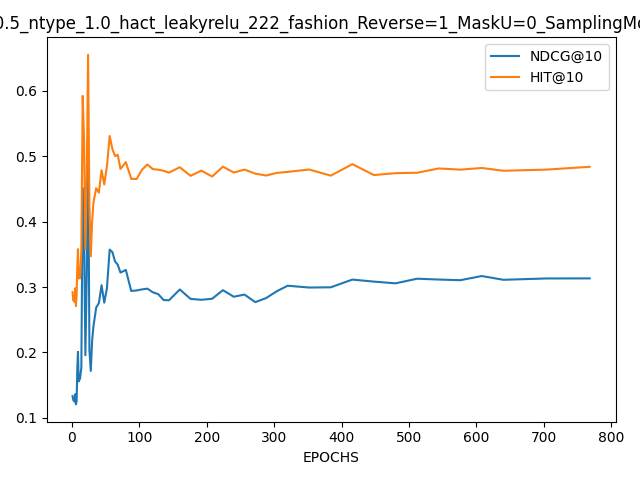 0.5_ntype_1.0_hact_leakyrelu_222_fashion_Reverse=1_MaskU=0_SamplingMo
NDCG@10
HIT@10
0.6
0.5
0.4
0.3
0.2
0.1
0 100 200 300 400 500 600 700 800
EPOCHS